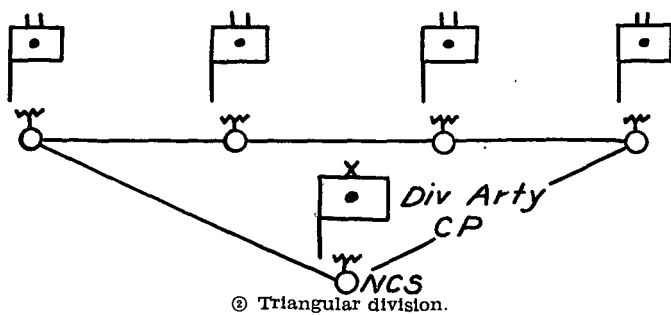 Div Arty
CP
NCS
② Triangular division.